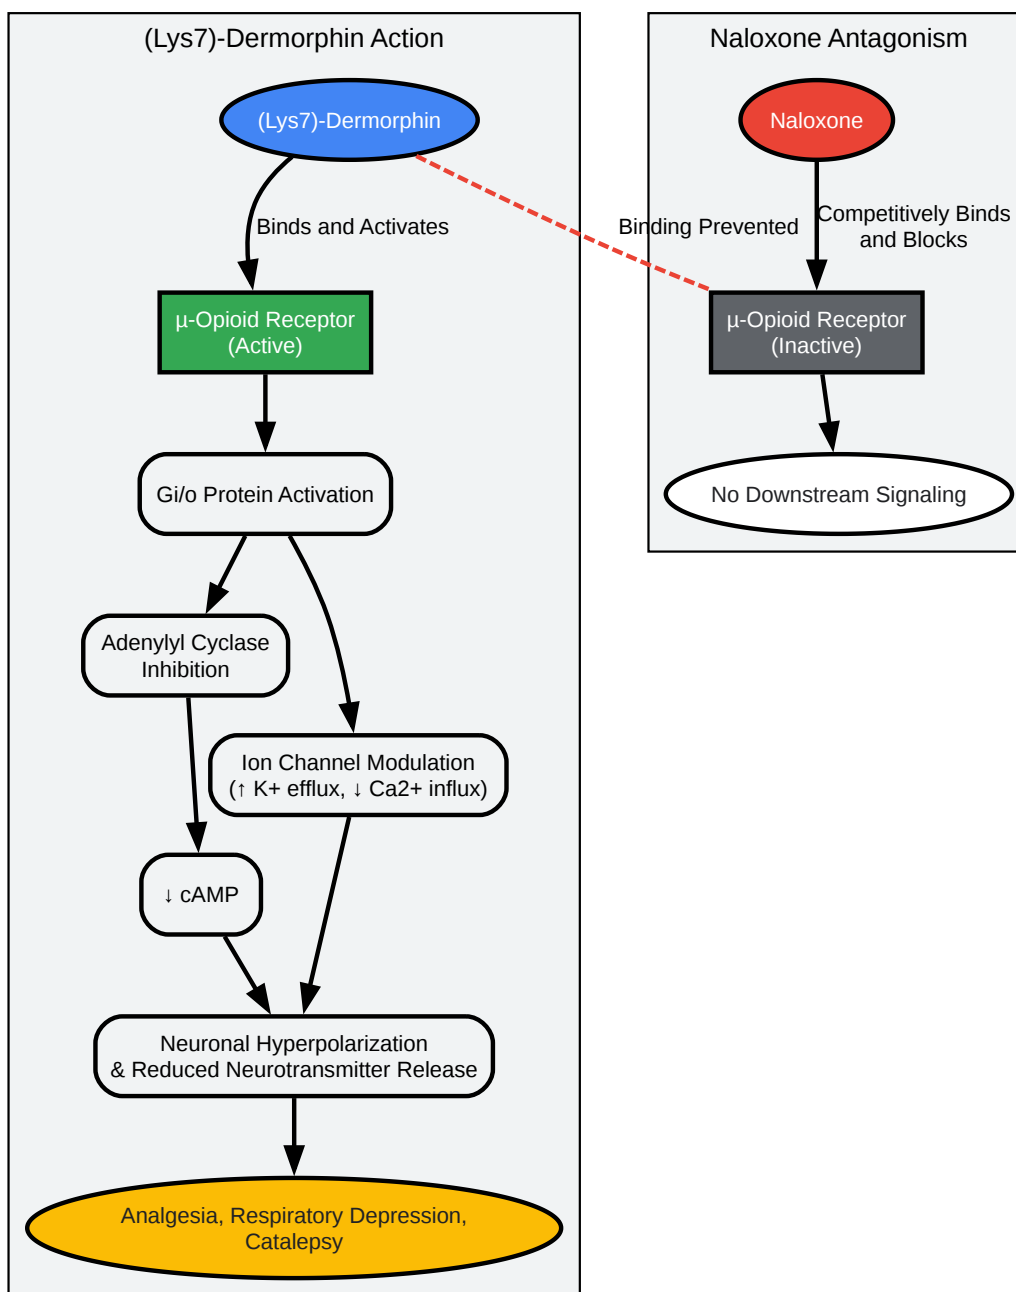 (Lys7)-Dermorphin Action
(Lys7)-Dermorphin
Binds and Activates
µ-Opioid Receptor
(Active)
Gi/o Protein Activation
Adenylyl Cyclase
Inhibition
Ion Channel Modulation
(↑ K+ efflux, ↓ Ca2+ influx)
↓ cAMP
Neuronal Hyperpolarization
& Reduced Neurotransmitter Release
Analgesia, Respiratory Depression,
Catalepsy
Naloxone Antagonism
Naloxone
Binding Prevented
Competitively Binds
and Blocks
µ-Opioid Receptor
(Inactive)
No Downstream Signaling